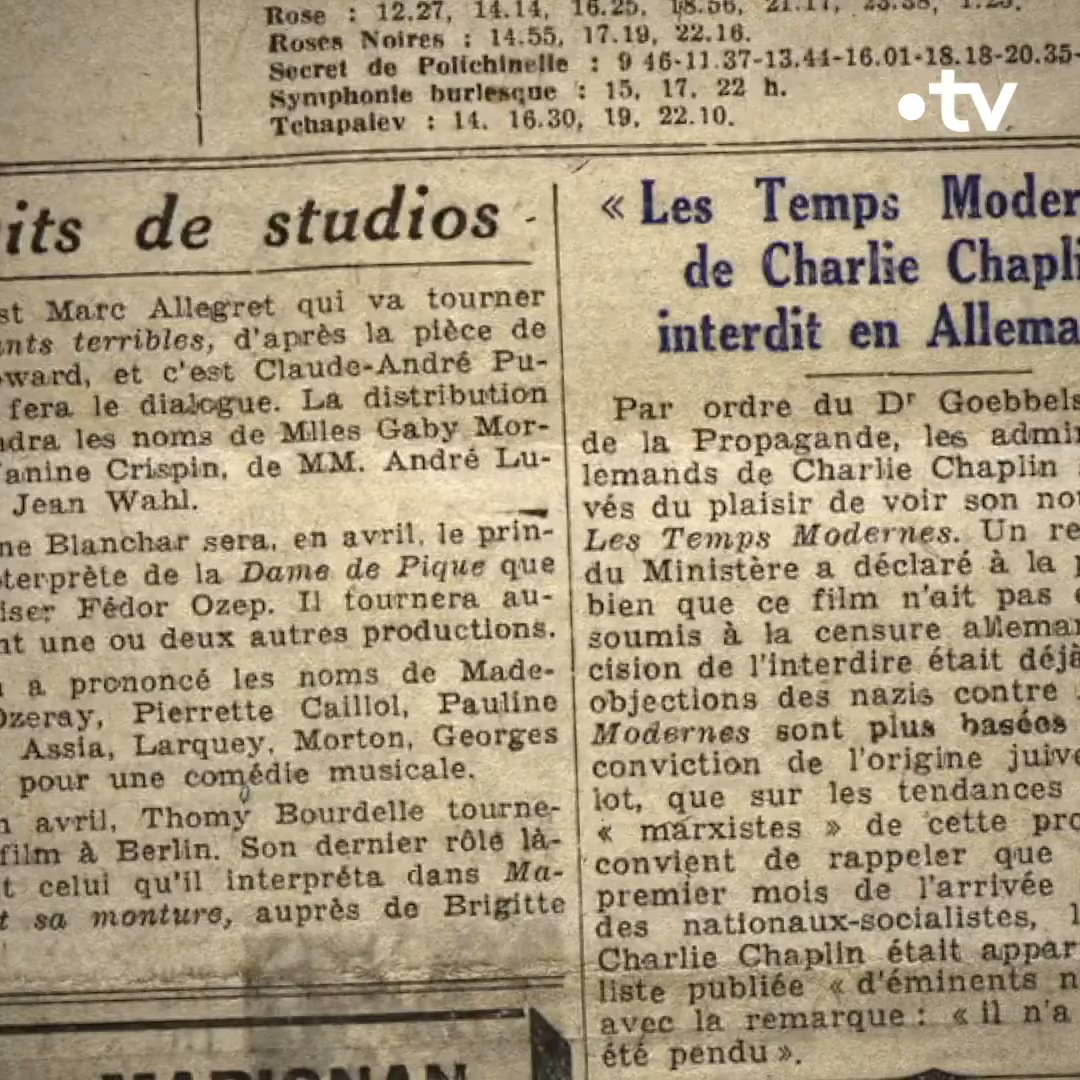 Rose : 12.27, 14.14, 16.25, 18.56, 21.17, 23.38, 1.25.
Roses Noires : 14.55, 17.19, 22.16.
Secret de Polichinelle : 9 46-11.37-13.44-16.01-18.18-20.35-
Symphonie burlesque : 15, 17, 22 h.
Tchapaïev : 14. 16.30, 19, 22.10.
•tv
its de studios
st Marc Allegret qui va tourner
nts terribles, d'après la pièce de
ward, et c'est Claude-André Pu-
fera le dialogue. La distribution
dra les noms de Mlles Gaby Mor-
anine Crispin, de MM. André Lu-
Jean Wahl.
ne Blanchar sera, en avril, le prin-
terprète de la Dame de Pique que
iser Fédor Ozep. Il tournera au-
nt une ou deux autres productions.
a prononcé les noms de Made-
Ozeray, Pierrette Caillol, Pauline
Assia, Larquey, Morton, Georges
pour une comédie musicale.
n avril, Thomy Bourdelle tourne-
film à Berlin. Son dernier rôle là-
t celui qu'il interpréta dans Ma-
t sa monture, auprès de Brigitte
« Les Temps Moder
de Charlie Chapli
interdit en Allema
Par ordre du Dr Goebbels
de la Propagande, les admi
lemands de Charlie Chaplin
vés du plaisir de voir son no
Les Temps Modernes. Un re
du Ministère a déclaré à la
bien que ce film n'ait pas
soumis à la censure alleman
cision de l'interdire était déjà
objections des nazis contre
Modernes sont plus basées
conviction de l'origine juive
lot, que sur les tendances
« marxistes » de cette pro
convient de rappeler que
premier mois de l'arrivée
des nationaux-socialistes, l
Charlie Chaplin était appar
liste publiée « d'éminents n
avec la remarque : « il n'a
été pendu ».
MARIGNAN